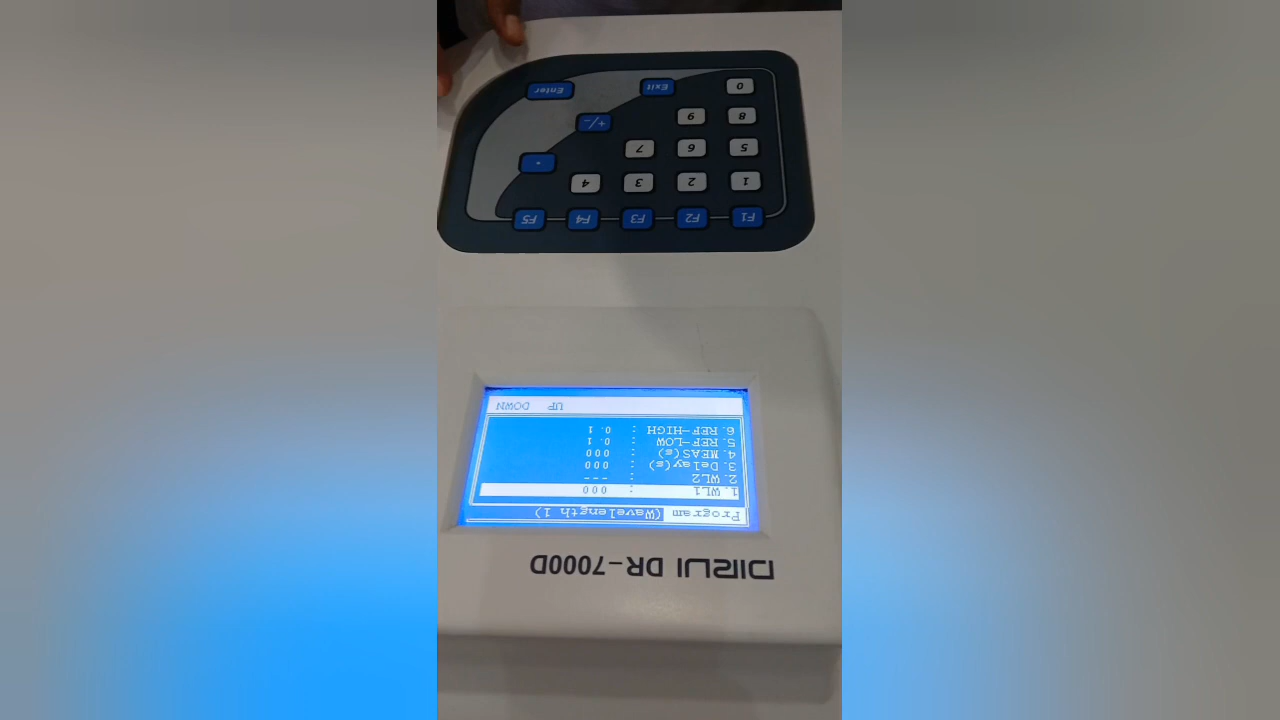 DIRUI DR-7000D
Program (Wavelength 1)
1. WL1 : 000
2. WL2 : ---
3. Delay(s) : 000
4. MEAS(s) : 000
5. REF-LOW : 0.1
6. REF-HIGH : 0.1
UP DOWN
F1 F2 F3 F4 F5
1 2 3 4 .
5 6 7 +/-
8 9
0 Exit Enter